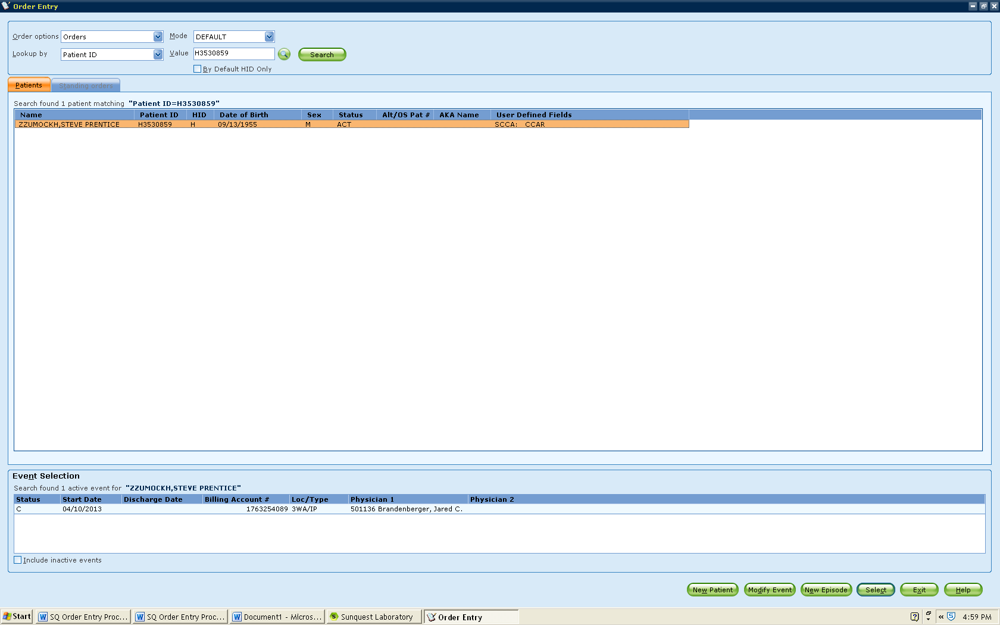 Order Entry
Order options Orders Mode DEFAULT
Lookup by Patient ID Value H3530859 Search
By Default HID Only
Patients Standing orders
Search found 1 patient matching "Patient ID=H3530859"
Name Patient ID HID Date of Birth Sex Status Alt/OS Pat # AKA Name User Defined Fields
ZZUMOCKH,STEVE PRENTICE H3530859 H 09/13/1955 M ACT SCCA: CCAR
Event Selection
Search found 1 active event for "ZZUMOCKH,STEVE PRENTICE"
Status Start Date Discharge Date Billing Account # Loc/Type Physician 1 Physician 2
C 04/10/2013 1763254089 3WA/IP 501136 Brandenberger, Jared C.
Include inactive events
New Patient Modify Event New Episode Select Exit Help
Start SQ Order Entry Proc... SQ Order Entry Proc... Document1 - Micros... Sunquest Laboratory Order Entry 4:59 PM